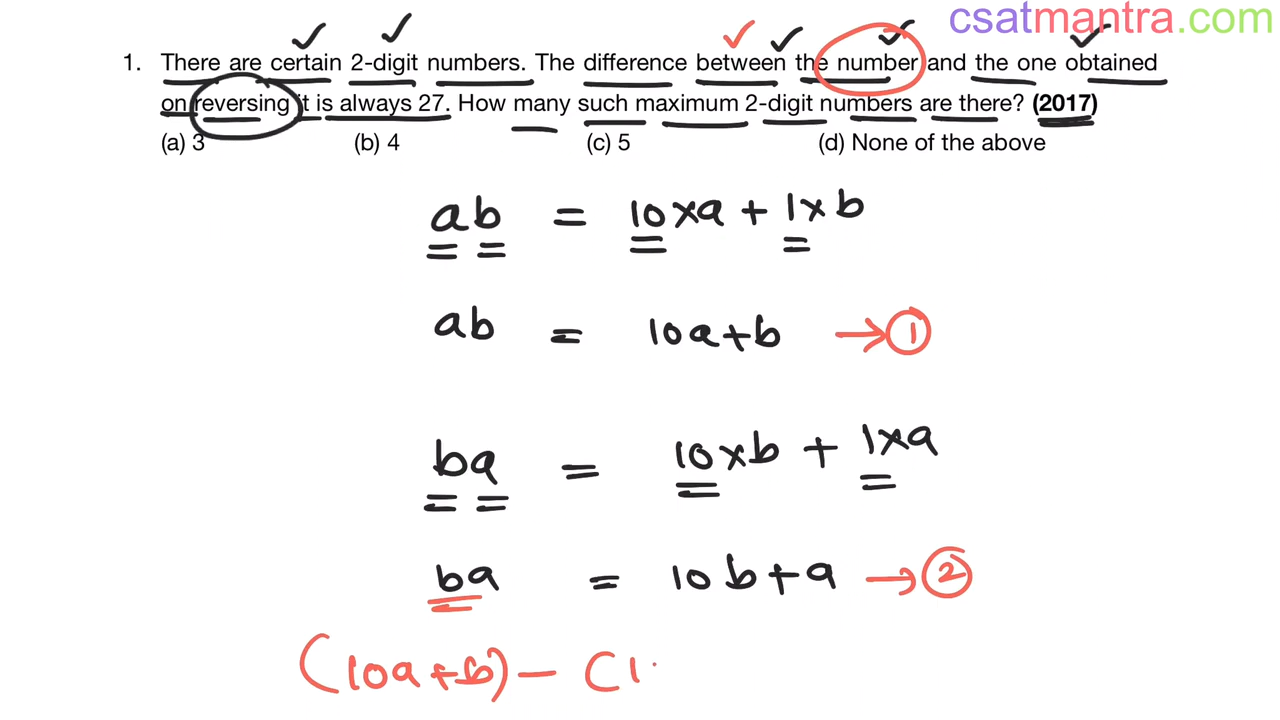 csatmantra.com
1. There are certain 2-digit numbers. The difference between the number and the one obtained
on reversing it is always 27. How many such maximum 2-digit numbers are there? (2017)
(a) 3 (b) 4 (c) 5 (d) None of the above
ab = 10×a + 1×b
ab = 10a+b → 1
ba = 10×b + 1×a
ba = 10b+a → 2
(10a+b) − (1